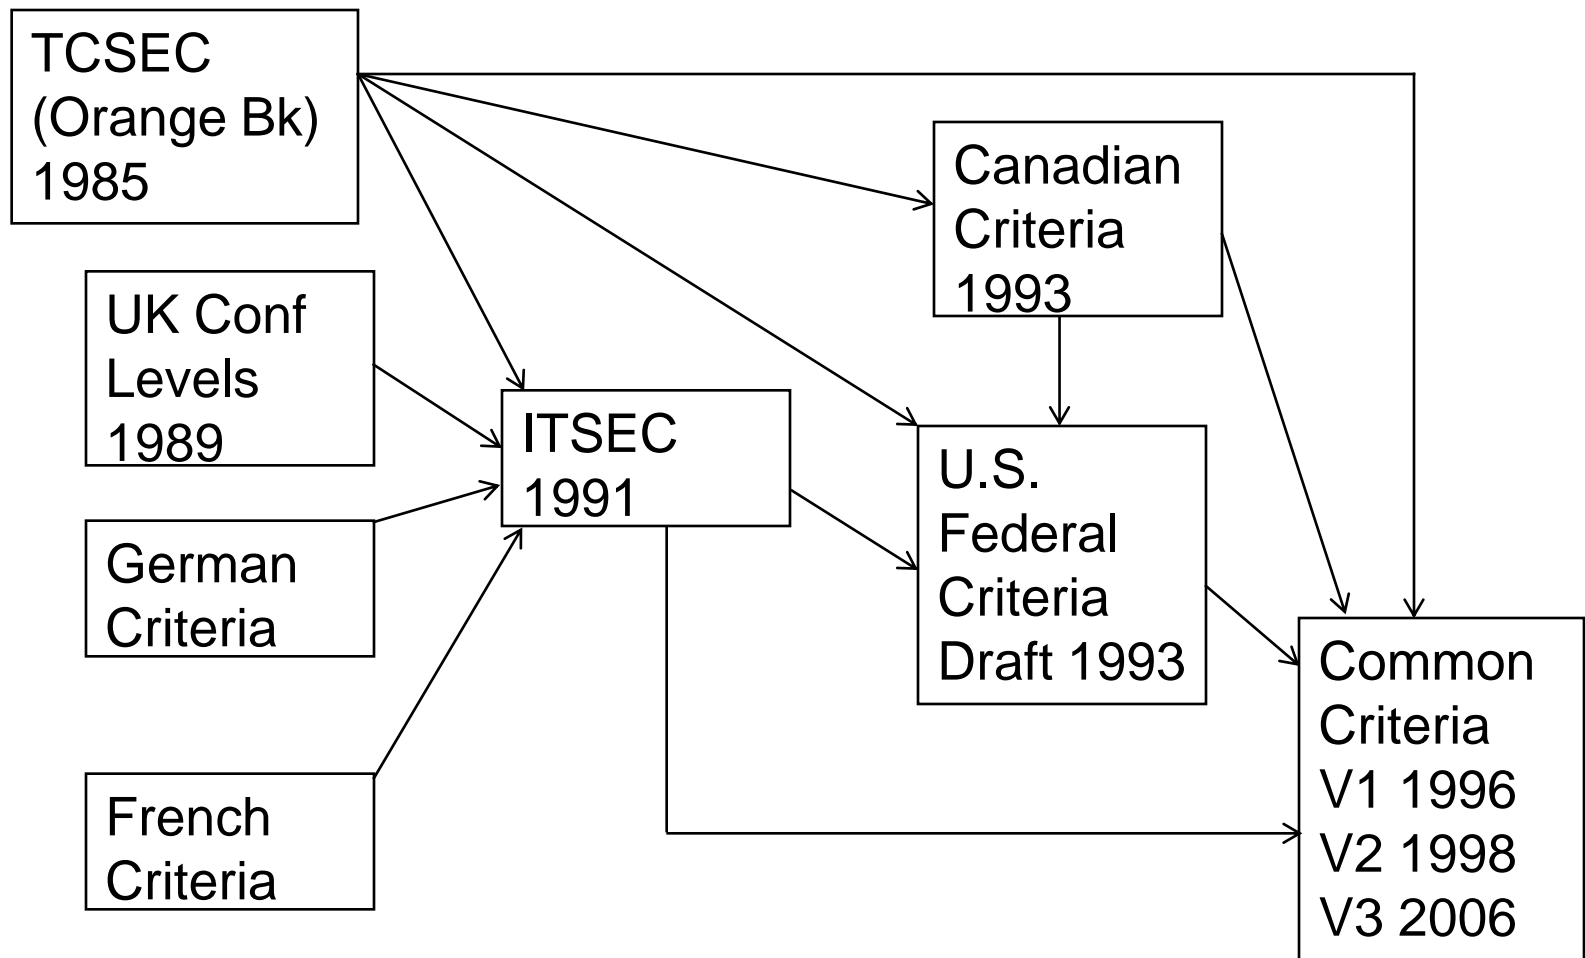 TCSEC
(Orange Bk)
1985
Canadian
Criteria
1993
UK Conf
Levels
1989
ITSEC
1991
U.S.
Federal
Criteria
Draft 1993
German
Criteria
French
Criteria
Common
Criteria
V1 1996
V2 1998
V3 2006